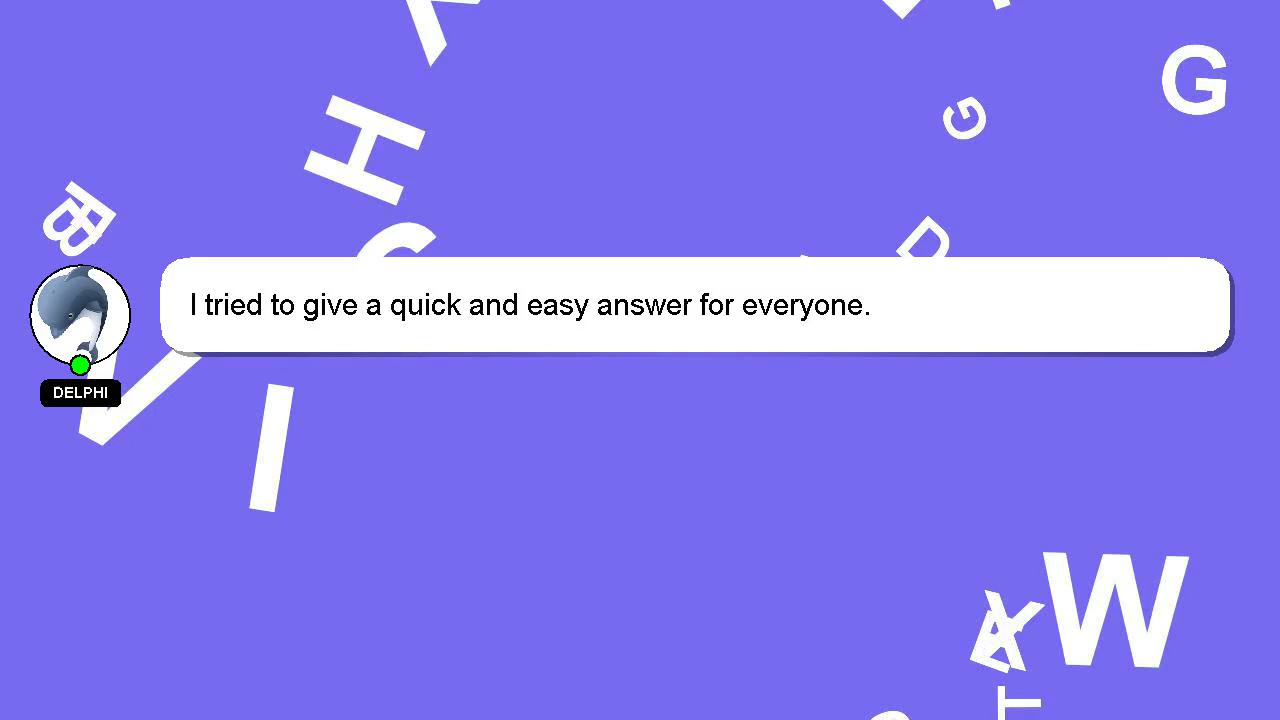 I tried to give a quick and easy answer for everyone.
DELPHI
G
H
G
B
D
I
W
T